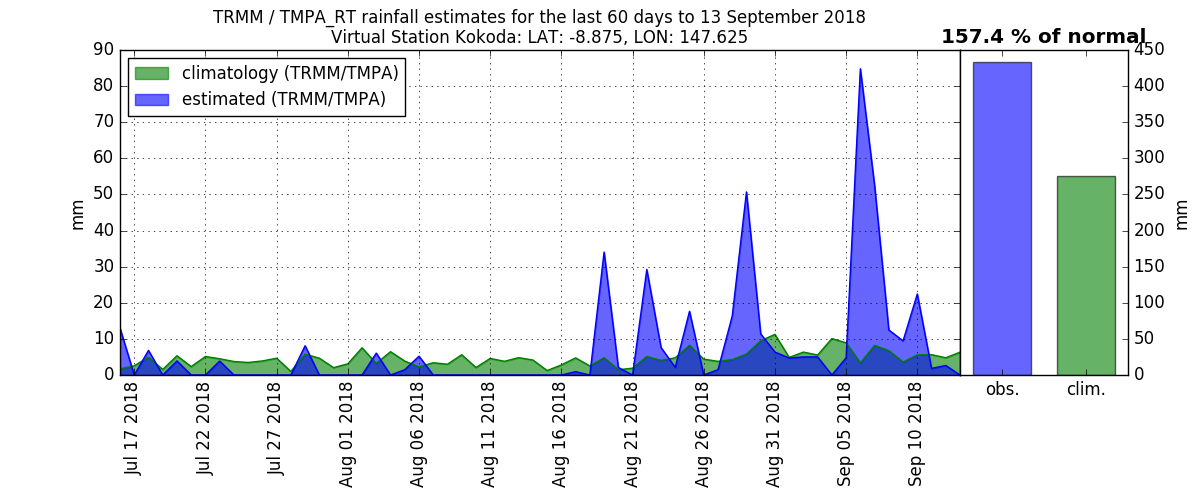 TRMM / TMPA_RT rainfall estimates for the last 60 days to 13 September 2018
Virtual Station Kokoda: LAT: -8.875, LON: 147.625
157.4 % of normal
climatology (TRMM/TMPA)
estimated (TRMM/TMPA)
90
80
70
60
50
40
30
20
10
0
mm
Jul 17 2018
Jul 22 2018
Jul 27 2018
Aug 01 2018
Aug 06 2018
Aug 11 2018
Aug 16 2018
Aug 21 2018
Aug 26 2018
Aug 31 2018
Sep 05 2018
Sep 10 2018
450
400
350
300
250
200
150
100
50
0
mm
obs.
clim.